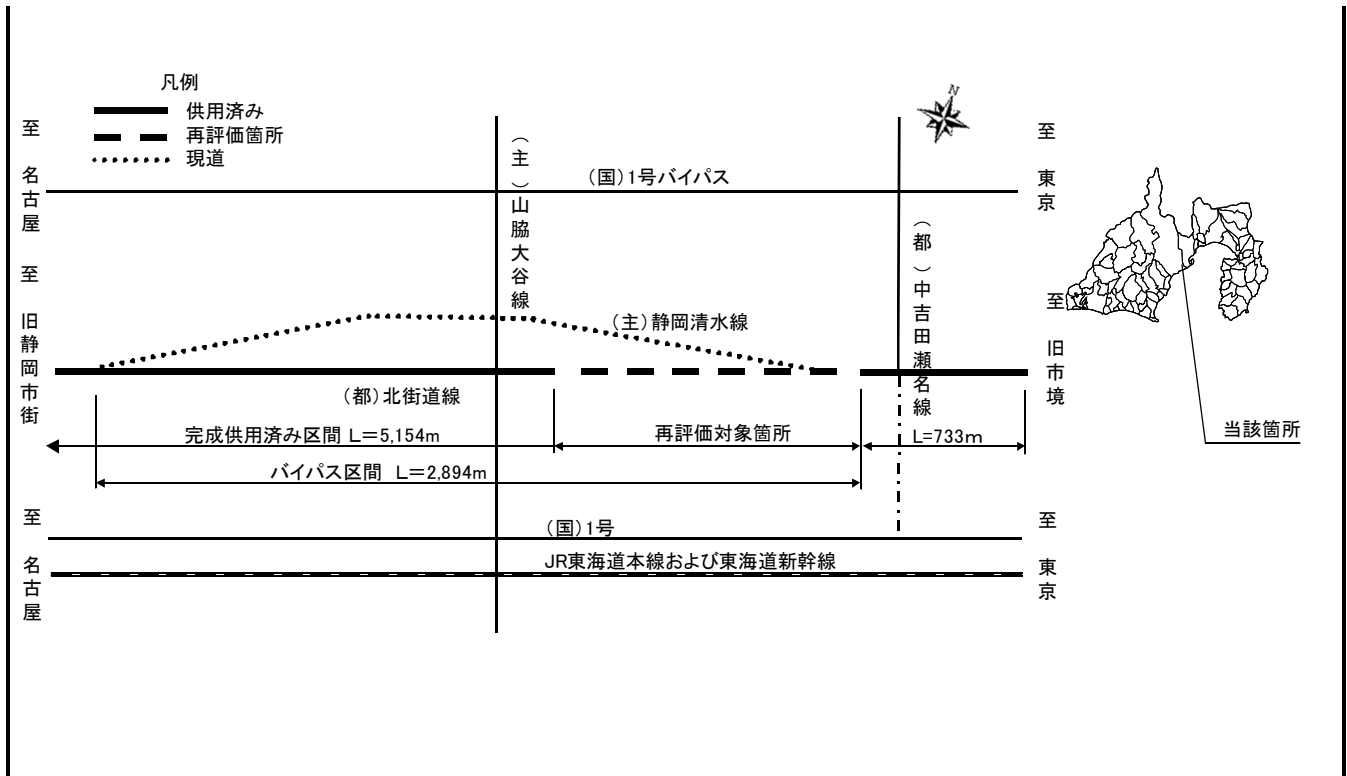 凡例
供用済み
再評価箇所
現道
至 名古屋
至 旧静岡市街
至 名古屋
(主)山脇大谷線
(国)1号バイパス
(都)中吉田瀬名線
N
至 東京
至 旧市境
至 東京
(主)静岡清水線
(都)北街道線
完成供用済み区間 L=5,154m
再評価対象箇所
L=733m
バイパス区間 L=2,894m
当該箇所
(国)1号
JR東海道本線および東海道新幹線